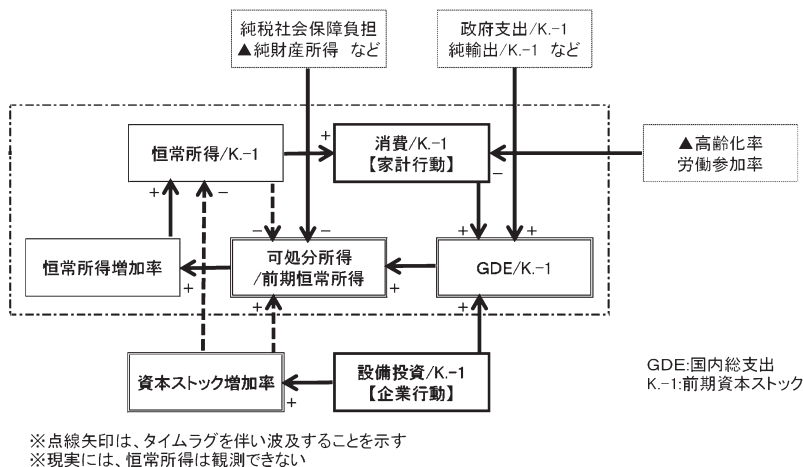 純税社会保障負担
▲純財産所得 など
政府支出/K.-1
純輸出/K.-1 など
恒常所得/K.-1
+
消費/K.-1
【家計行動】
▲高齢化率
労働参加率
+
−
−
−
−
+
+
恒常所得増加率
+
可処分所得
/前期恒常所得
+
GDE/K.-1
+
+
資本ストック増加率
+
設備投資/K.-1
【企業行動】
GDE:国内総支出
K.-1:前期資本ストック
※点線矢印は、タイムラグを伴い波及することを示す
※現実には、恒常所得は観測できない